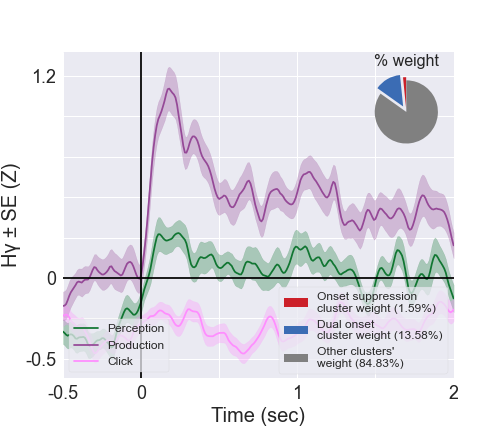 % weight
1.2
0
-0.5
Hγ ± SE (Z)
Perception
Production
Click
Onset suppression
cluster weight (1.59%)
Dual onset
cluster weight (13.58%)
Other clusters'
weight (84.83%)
-0.5
0
1
2
Time (sec)